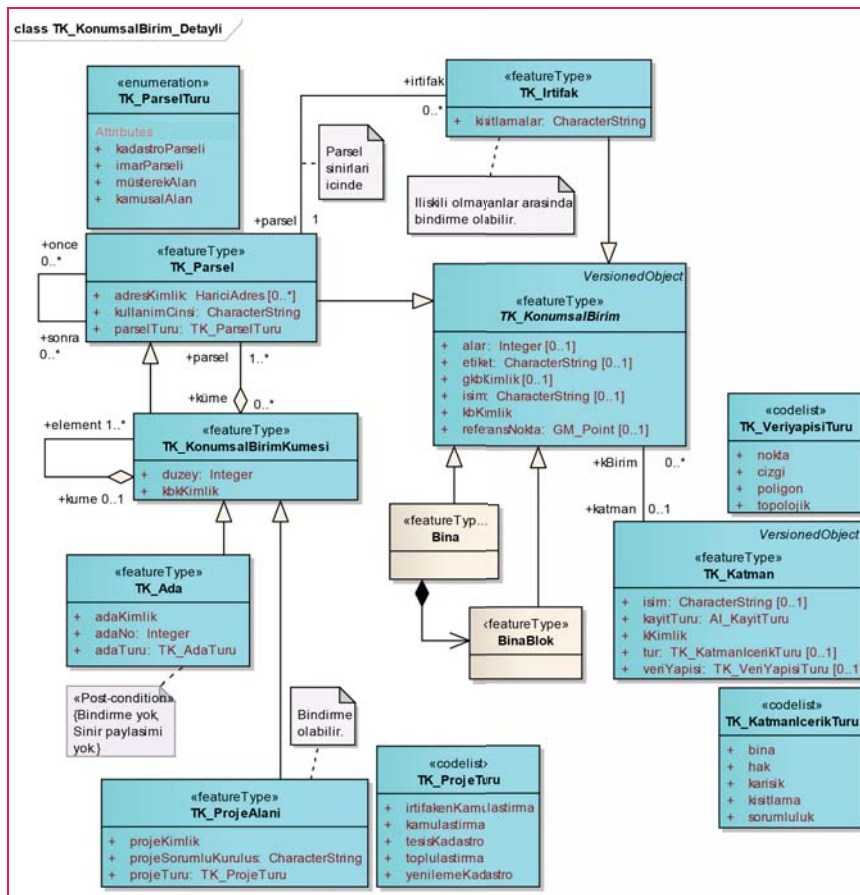 class TK_KonumsalBirim_Detayli
«enumeration»
TK_ParselTuru
Attributes
+ kadastroParseli
+ imarParseli
+ müsterekAlan
+ kamusalAlan
+irtifak
0..*
«featureType»
TK_Irtifak
+ kisitlamalar: CharacterString
Parsel
sinirlari
icinde
Iliskili olmayanlar arasinda
bindirme olabilir.
+parsel 1
+once
0..*
+sonra
0..*
«featureType»
TK_Parsel
+ adresKimlik: HariciAdres [0..*]
+ kullanimCinsi: CharacterString
+ parselTuru: TK_ParselTuru
+parsel 1..*
+küme 0..*
VersionedObject
«featureType»
TK_KonumsalBirim
+ alar: Integer [0..1]
+ etiket: CharacterString [0..1]
+ gkbKimlik [0..1]
+ isim: CharacterString [0..1]
+ kbKimlik
+ referansNokta: GM_Point [0..1]
+element 1..*
+kume 0..1
«featureType»
TK_KonumsalBirimKumesi
+ duzey: Integer
+ kbkKimlik
+kBirim 0..*
+katman 0..1
«codelist»
TK_VeriyapisiTuru
+ nokta
+ cizgi
+ poligon
+ topolojik
«featureTyp...
Bina
‹featureType»
BinaBlok
VersionedObject
«featureType»
TK_Katman
+ isim: CharacterString [0..1]
+ kayitTuru: AI_KayitTuru
+ kKimlik
+ tur: TK_KatmanIcerikTuru [0..1]
+ veriYapisi: TK_VeriYapisiTuru [0..1]
«featureType»
TK_Ada
+ adaKimlik
+ adaNo: Integer
+ adaTuru: TK_AdaTuru
«Post-condition»
{Bindirme yok,
Sinir paylasimi
yok.}
Bindirme
olabilir.
«featureType»
TK_ProjeAlani
+ projeKimlik
+ projeSorumluKurulus: CharacterString
+ projeTuru: TK_ProjeTuru
«codelist›
TK_ProjeTuru
+ irtifakenKamulastirma
+ kamulastirma
+ tesisKadastro
+ toplulastirma
+ yenilemeKadastro
«codelist»
TK_KatmanIcerikTuru
+ bina
+ hak
+ karisik
+ kisitlama
+ sorumluluk